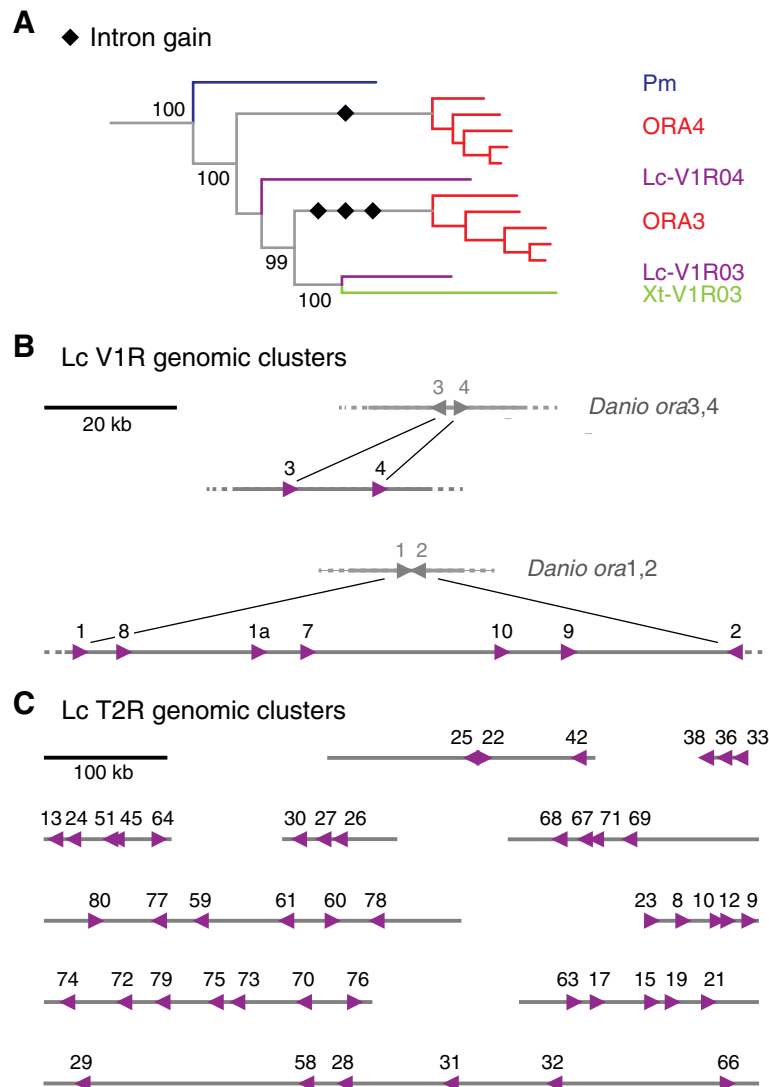 A
◆ Intron gain
Pm
100
ORA4
100
Lc-V1R04
ORA3
99
Lc-V1R03
100
Xt-V1R03
B Lc V1R genomic clusters
20 kb
3 4
Danio ora3,4
3 4
1 2
Danio ora1,2
1 8 1a 7 10 9 2
C Lc T2R genomic clusters
100 kb
25 22 42
38 36 33
13 24 51 45 64
30 27 26
68 67 71 69
80 77 59 61 60 78
23 8 10 12 9
74 72 79 75 73 70 76
63 17 15 19 21
29 58 28 31 32 66